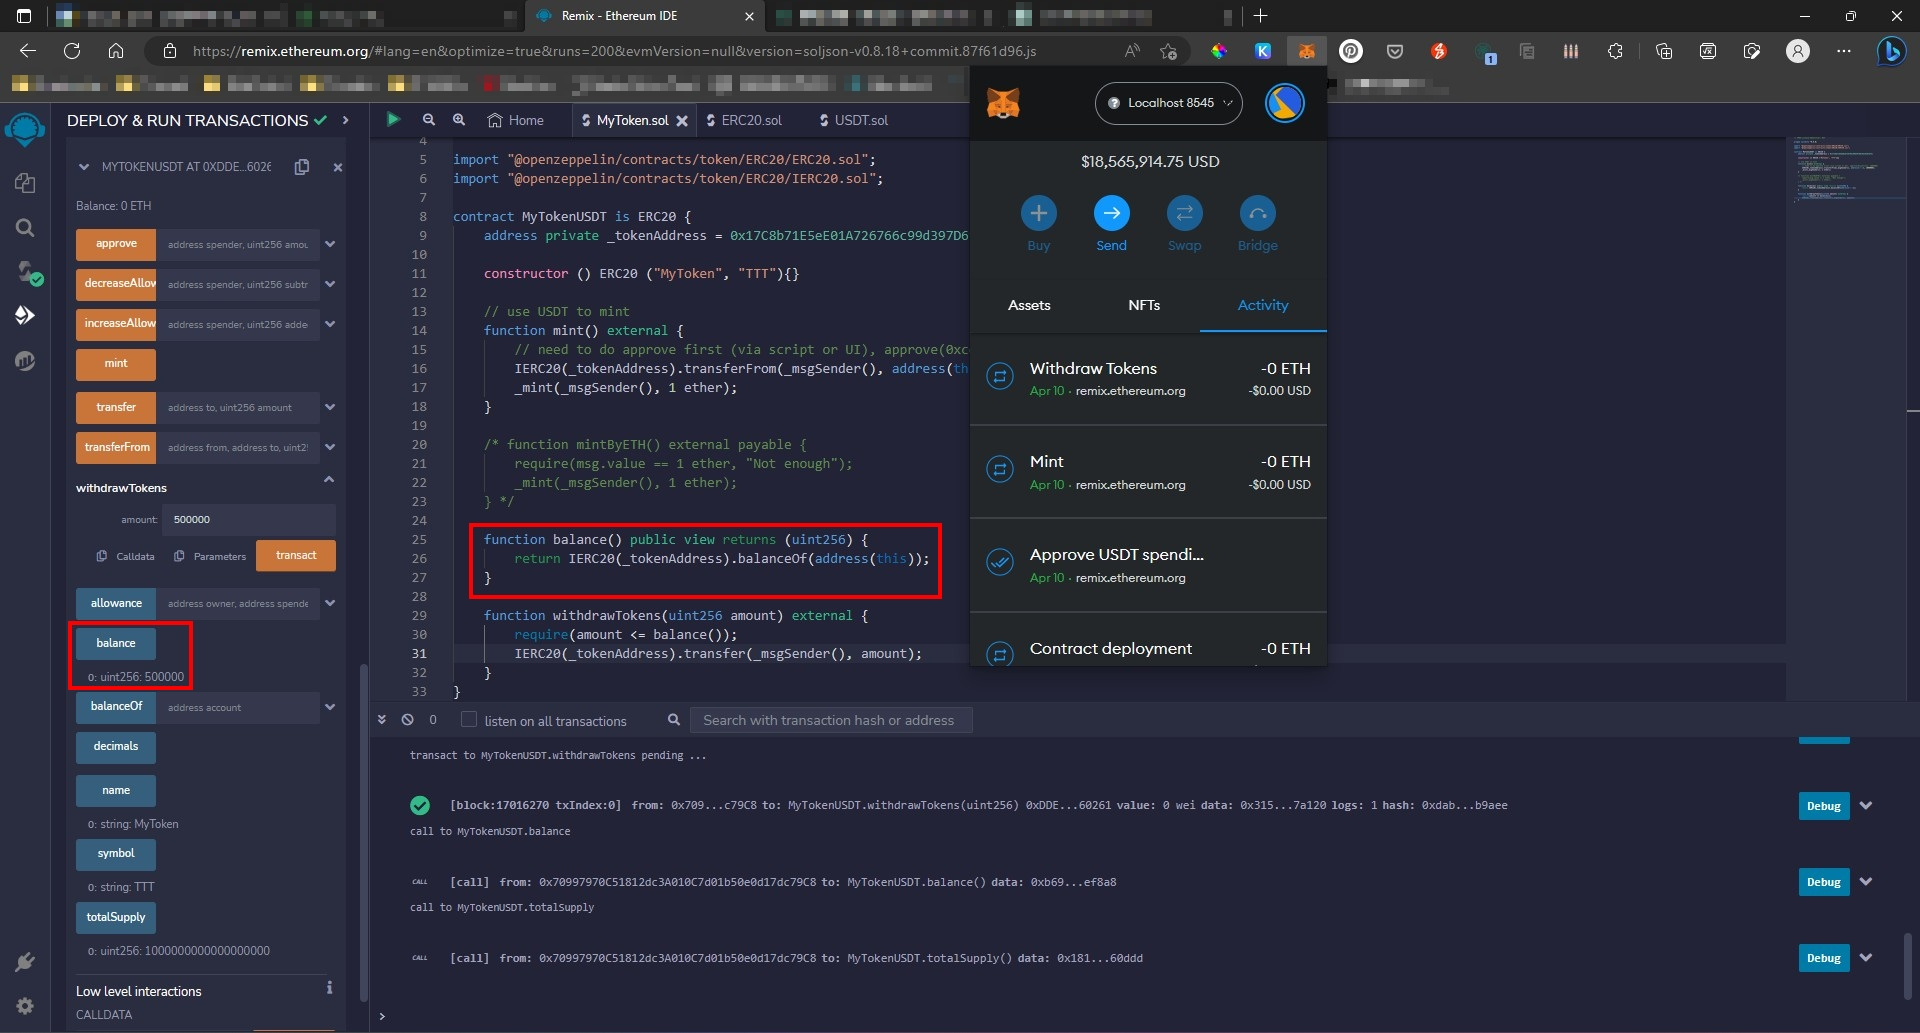 Remix - Ethereum IDE
https://remix.ethereum.org/#lang=en&optimize=true&runs=200&evmVersion=null&version=soljson-v0.8.18+commit.87f61d96.js
1
DEPLOY & RUN TRANSACTIONS
MYTOKENUSDT AT 0XDDE...6026
Balance: 0 ETH
approve
address spender, uint256 amou
decreaseAllow
address spender, uint256 subtr
increaseAllow
address spender, uint256 adde
mint
transfer
address to, uint256 amount
transferFrom
address from, address to, uint2
withdrawTokens
amount:
500000
Calldata
Parameters
transact
allowance
address owner, address spende
balance
0: uint256: 500000
balanceOf
address account
decimals
name
0: string: MyToken
symbol
0: string: TTT
totalSupply
0: uint256: 1000000000000000000
Low level interactions
CALLDATA
Home
MyToken.sol
ERC20.sol
USDT.sol
4
5 import "@openzeppelin/contracts/token/ERC20/ERC20.sol";
6 import "@openzeppelin/contracts/token/ERC20/IERC20.sol";
7
8 contract MyTokenUSDT is ERC20 {
9 address private _tokenAddress = 0x17C8b71E5eE01A726766c99d397D6
10
11 constructor () ERC20 ("MyToken", "TTT"){}
12
13 // use USDT to mint
14 function mint() external {
15 // need to do approve first (via script or UI), approve(0xc
16 IERC20(_tokenAddress).transferFrom(_msgSender(), address(th
17 _mint(_msgSender(), 1 ether);
18 }
19
20 /* function mintByETH() external payable {
21 require(msg.value == 1 ether, "Not enough");
22 _mint(_msgSender(), 1 ether);
23 } */
24
25 function balance() public view returns (uint256) {
26 return IERC20(_tokenAddress).balanceOf(address(this));
27 }
28
29 function withdrawTokens(uint256 amount) external {
30 require(amount <= balance());
31 IERC20(_tokenAddress).transfer(_msgSender(), amount);
32 }
33 }
Localhost 8545
$18,565,914.75 USD
Buy
Send
Swap
Bridge
Assets
NFTs
Activity
Withdraw Tokens
-0 ETH
Apr 10 · remix.ethereum.org
-$0.00 USD
Mint
-0 ETH
Apr 10 · remix.ethereum.org
-$0.00 USD
Approve USDT spendi...
Apr 10 · remix.ethereum.org
Contract deployment
-0 ETH
0
listen on all transactions
Search with transaction hash or address
transact to MyTokenUSDT.withdrawTokens pending ...
[block:17016270 txIndex:0] from: 0x709...c79C8 to: MyTokenUSDT.withdrawTokens(uint256) 0xDDE...60261 value: 0 wei data: 0x315...7a120 logs: 1 hash: 0xdab...b9aee
Debug
call to MyTokenUSDT.balance
CALL [call] from: 0x70997970C51812dc3A010C7d01b50e0d17dc79C8 to: MyTokenUSDT.balance() data: 0xb69...ef8a8
Debug
call to MyTokenUSDT.totalSupply
CALL [call] from: 0x70997970C51812dc3A010C7d01b50e0d17dc79C8 to: MyTokenUSDT.totalSupply() data: 0x181...60ddd
Debug
>